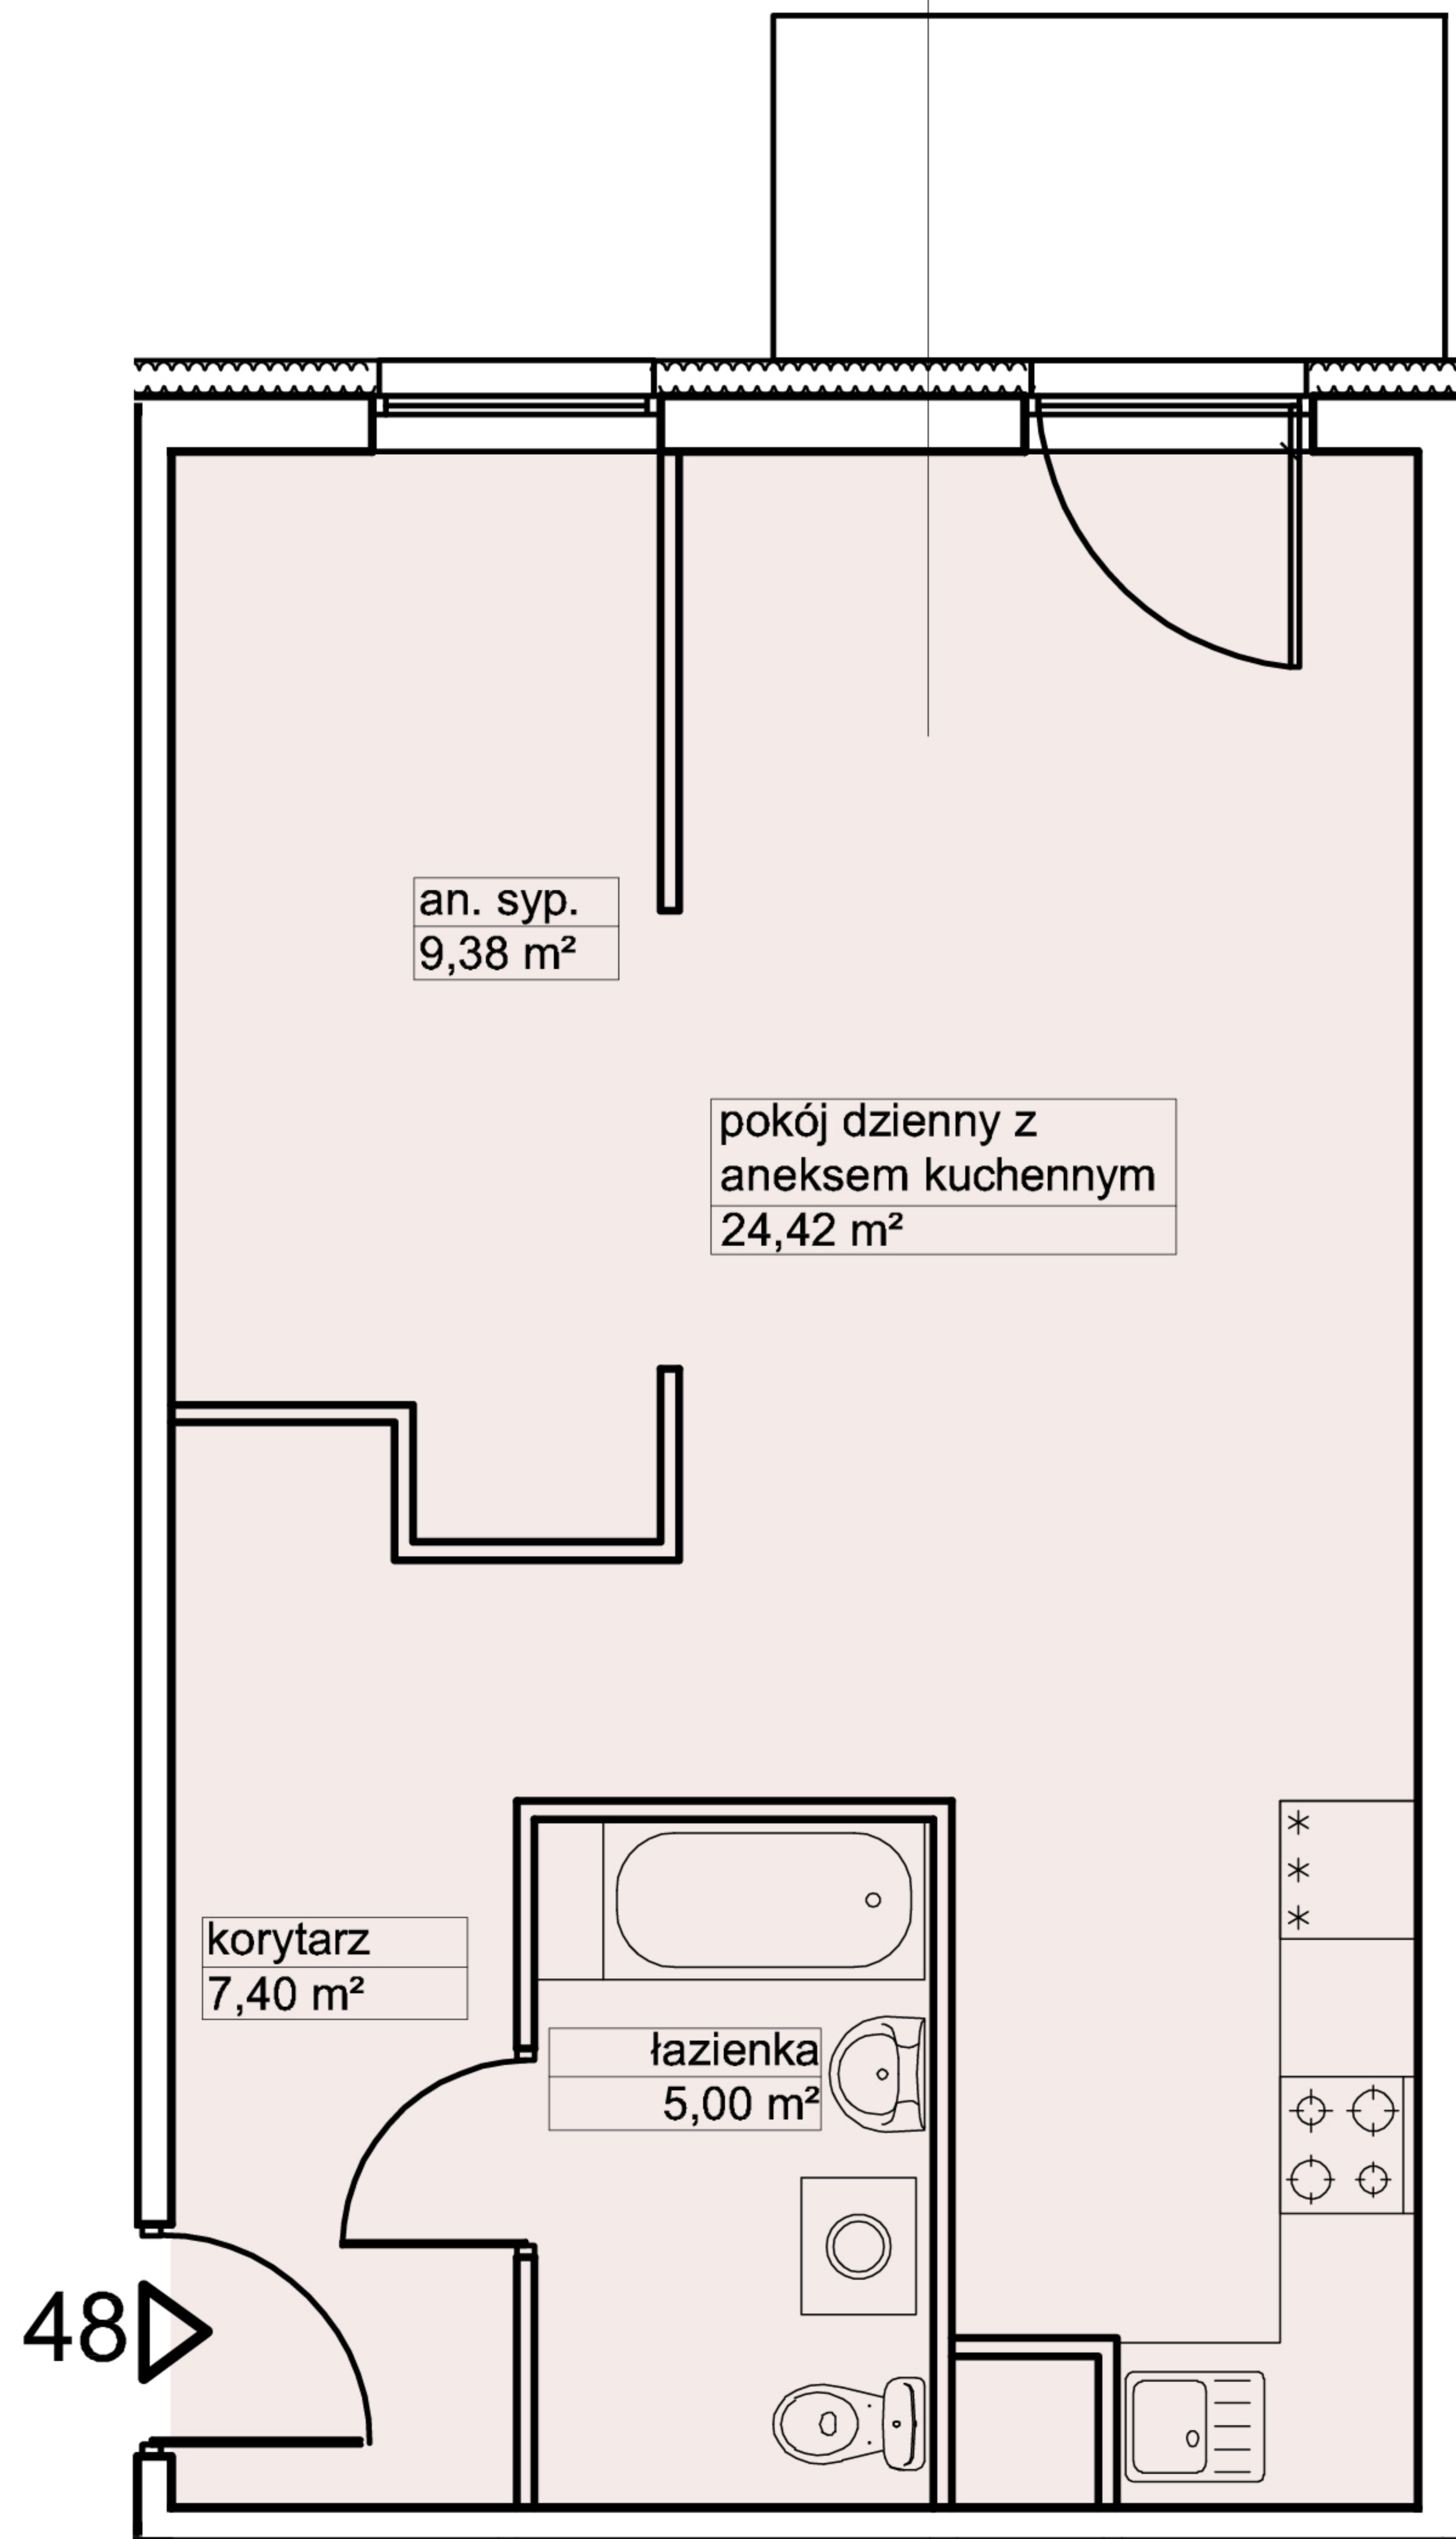 an. syp.
9,38 m²
pokój dzienny z
aneksem kuchennym
24,42 m²
korytarz
7,40 m²
łazienka
5,00 m²
48